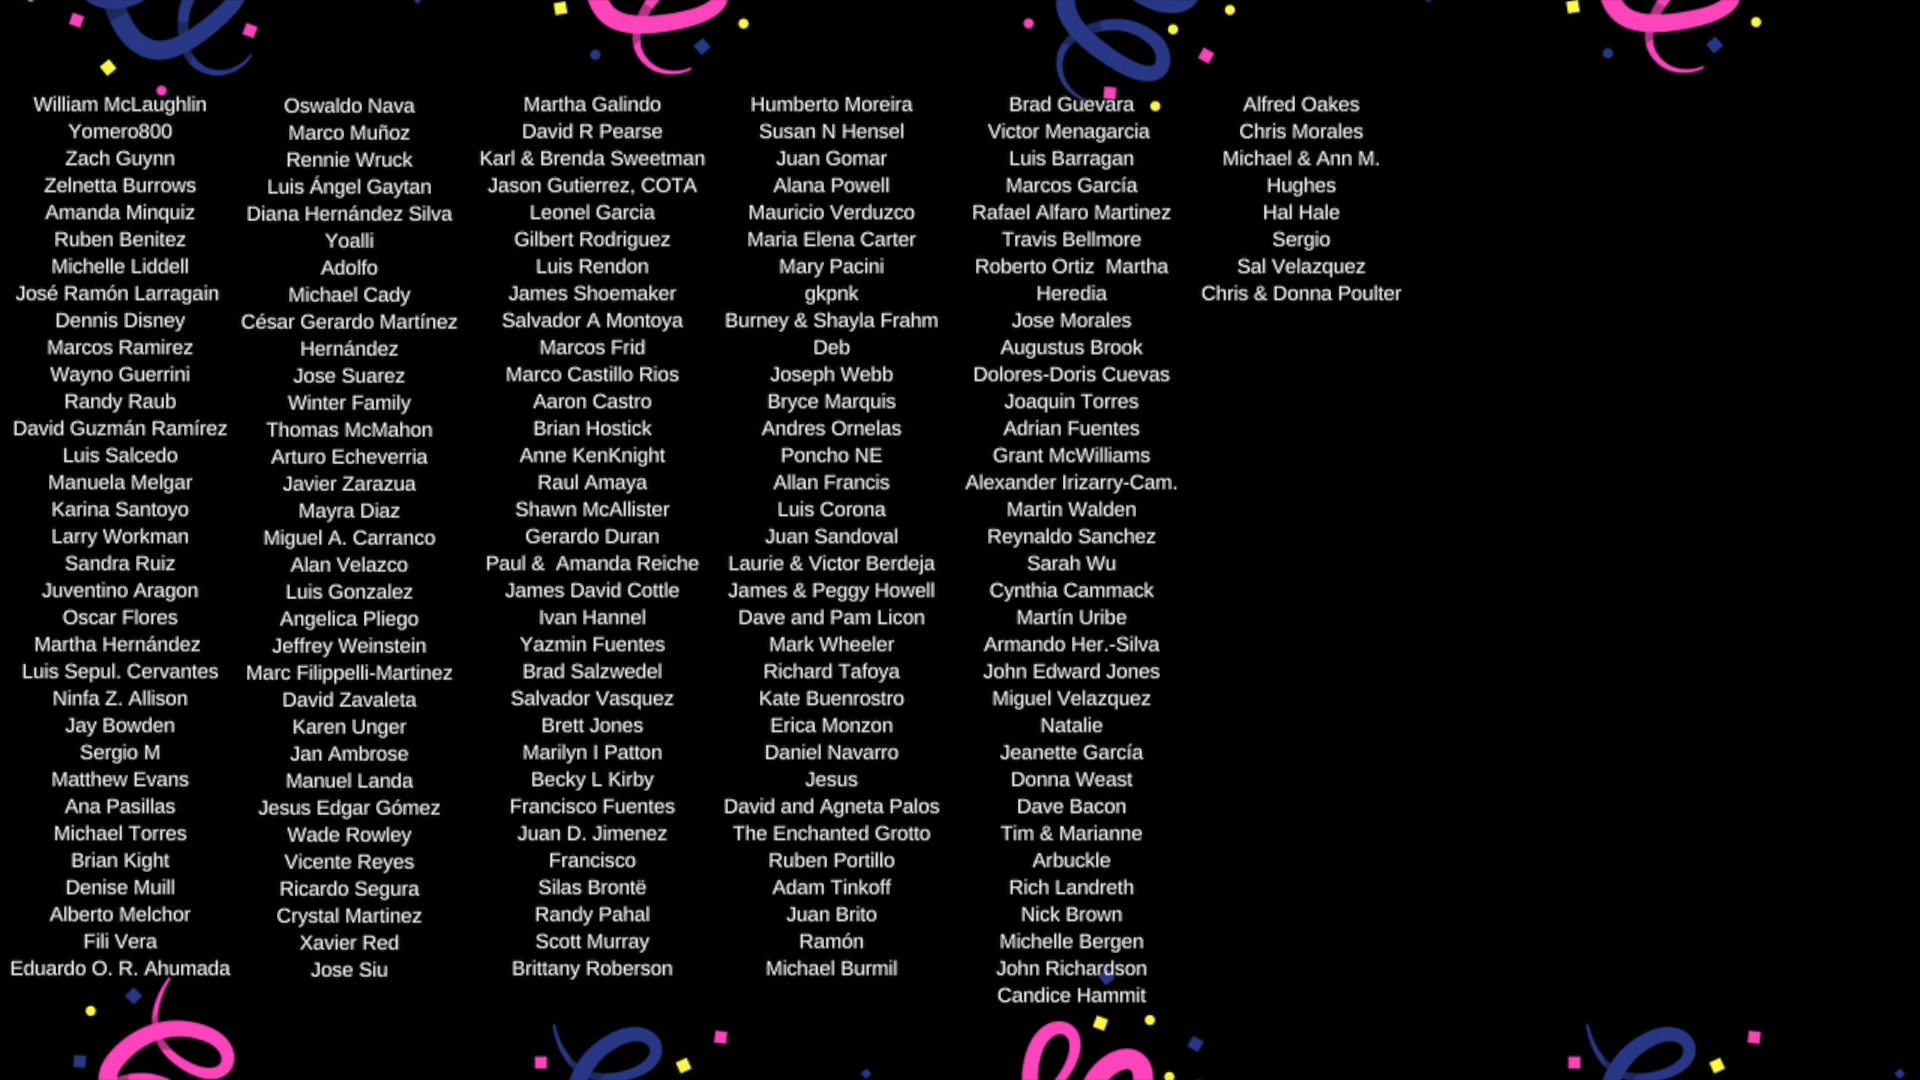 William McLaughlin
Yomero800
Zach Guynn
Zelnetta Burrows
Amanda Minquiz
Ruben Benitez
Michelle Liddell
José Ramón Larragain
Dennis Disney
Marcos Ramirez
Wayno Guerrini
Randy Raub
David Guzmán Ramírez
Luis Salcedo
Manuela Melgar
Karina Santoyo
Larry Workman
Sandra Ruiz
Juventino Aragon
Oscar Flores
Martha Hernández
Luis Sepul. Cervantes
Ninfa Z. Allison
Jay Bowden
Sergio M
Matthew Evans
Ana Pasillas
Michael Torres
Brian Kight
Denise Muill
Alberto Melchor
Fili Vera
Eduardo O. R. Ahumada
Oswaldo Nava
Marco Muñoz
Rennie Wruck
Luis Ángel Gaytan
Diana Hernández Silva
Yoalli
Adolfo
Michael Cady
César Gerardo Martínez
Hernández
Jose Suarez
Winter Family
Thomas McMahon
Arturo Echeverria
Javier Zarazua
Mayra Diaz
Miguel A. Carranco
Alan Velazco
Luis Gonzalez
Angelica Pliego
Jeffrey Weinstein
Marc Filippelli-Martinez
David Zavaleta
Karen Unger
Jan Ambrose
Manuel Landa
Jesus Edgar Gómez
Wade Rowley
Vicente Reyes
Ricardo Segura
Crystal Martinez
Xavier Red
Jose Siu
Martha Galindo
David R Pearse
Karl & Brenda Sweetman
Jason Gutierrez, COTA
Leonel Garcia
Gilbert Rodriguez
Luis Rendon
James Shoemaker
Salvador A Montoya
Marcos Frid
Marco Castillo Rios
Aaron Castro
Brian Hostick
Anne KenKnight
Raul Amaya
Shawn McAllister
Gerardo Duran
Paul &  Amanda Reiche
James David Cottle
Ivan Hannel
Yazmin Fuentes
Brad Salzwedel
Salvador Vasquez
Brett Jones
Marilyn I Patton
Becky L Kirby
Francisco Fuentes
Juan D. Jimenez
Francisco
Silas Brontë
Randy Pahal
Scott Murray
Brittany Roberson
Humberto Moreira
Susan N Hensel
Juan Gomar
Alana Powell
Mauricio Verduzco
Maria Elena Carter
Mary Pacini
gkpnk
Burney & Shayla Frahm
Deb
Joseph Webb
Bryce Marquis
Andres Ornelas
Poncho NE
Allan Francis
Luis Corona
Juan Sandoval
Laurie & Victor Berdeja
James & Peggy Howell
Dave and Pam Licon
Mark Wheeler
Richard Tafoya
Kate Buenrostro
Erica Monzon
Daniel Navarro
Jesus
David and Agneta Palos
The Enchanted Grotto
Ruben Portillo
Adam Tinkoff
Juan Brito
Ramón
Michael Burmil
Brad Guevara
Victor Menagarcia
Luis Barragan
Marcos García
Rafael Alfaro Martinez
Travis Bellmore
Roberto Ortiz  Martha
Heredia
Jose Morales
Augustus Brook
Dolores-Doris Cuevas
Joaquin Torres
Adrian Fuentes
Grant McWilliams
Alexander Irizarry-Cam.
Martin Walden
Reynaldo Sanchez
Sarah Wu
Cynthia Cammack
Martín Uribe
Armando Her.-Silva
John Edward Jones
Miguel Velazquez
Natalie
Jeanette García
Donna Weast
Dave Bacon
Tim & Marianne
Arbuckle
Rich Landreth
Nick Brown
Michelle Bergen
John Richardson
Candice Hammit
Alfred Oakes
Chris Morales
Michael & Ann M.
Hughes
Hal Hale
Sergio
Sal Velazquez
Chris & Donna Poulter